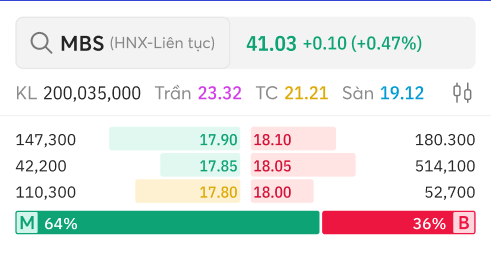 MBS (HNX-Liên tục) 41.03 +0.10 (+0.47%)
KL 200,035,000 Trần 23.32 TC 21.21 Sàn 19.12
147,300 17.90 18.10 180.300
42,200 17.85 18.05 514,100
110,300 17.80 18.00 52,700
M 64% 36% B